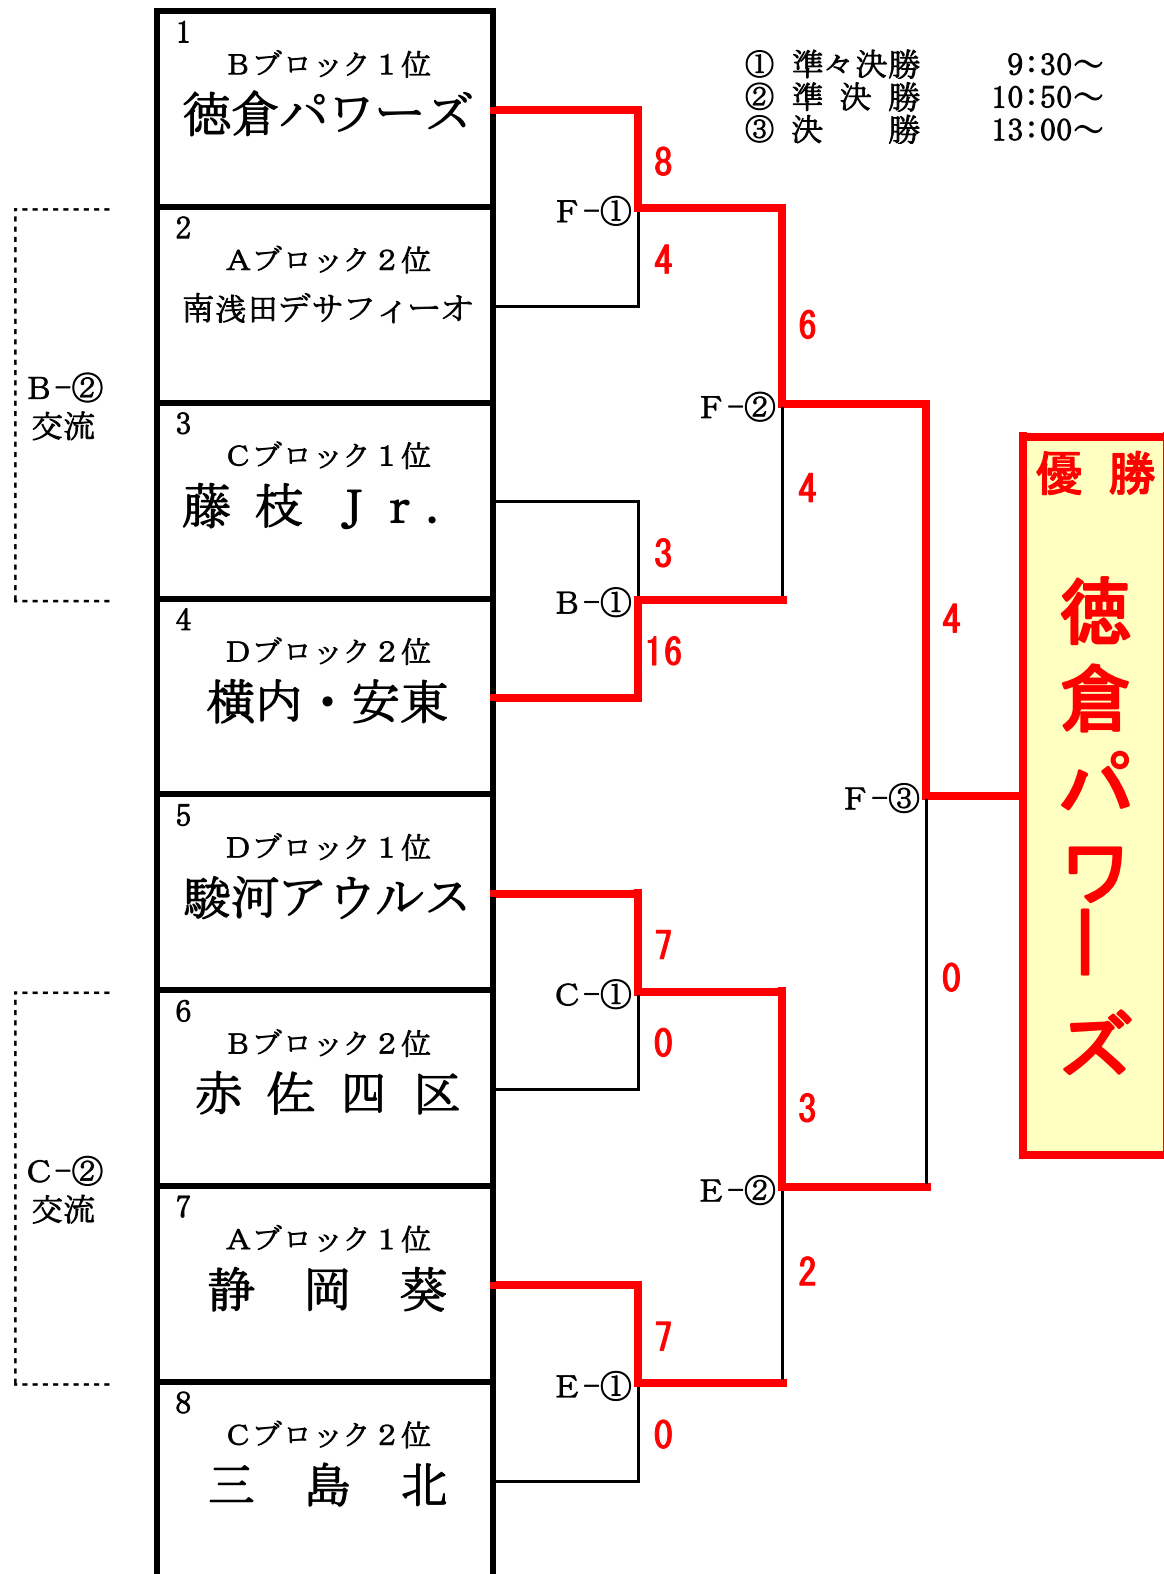 ① 準々決勝 9:30～
② 準 決 勝 10:50～
③ 決 勝 13:00～
1
Bブロック１位
徳倉パワーズ
2
Aブロック２位
南浅田デサフィーオ
3
Cブロック１位
藤 枝 Ｊｒ.
4
Dブロック２位
横内・安東
5
Dブロック１位
駿河アウルス
6
Bブロック２位
赤 佐 四 区
7
Aブロック１位
静 岡 葵
8
Cブロック２位
三 島 北
B-②
交流
C-②
交流
8
F-①
4
3
B-①
16
7
C-①
0
7
E-①
0
6
F-②
4
3
E-②
2
4
F-③
0
優 勝
徳倉パワーズ